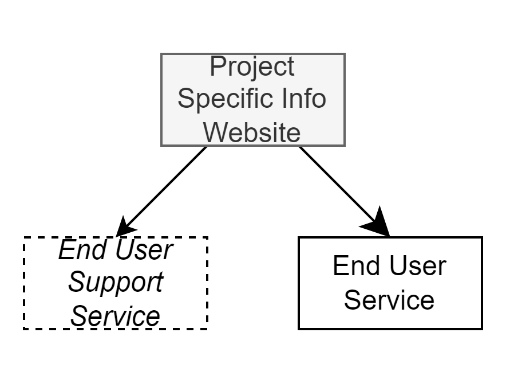 Project
Specific Info
Website
End User
Support
Service
End User
Service